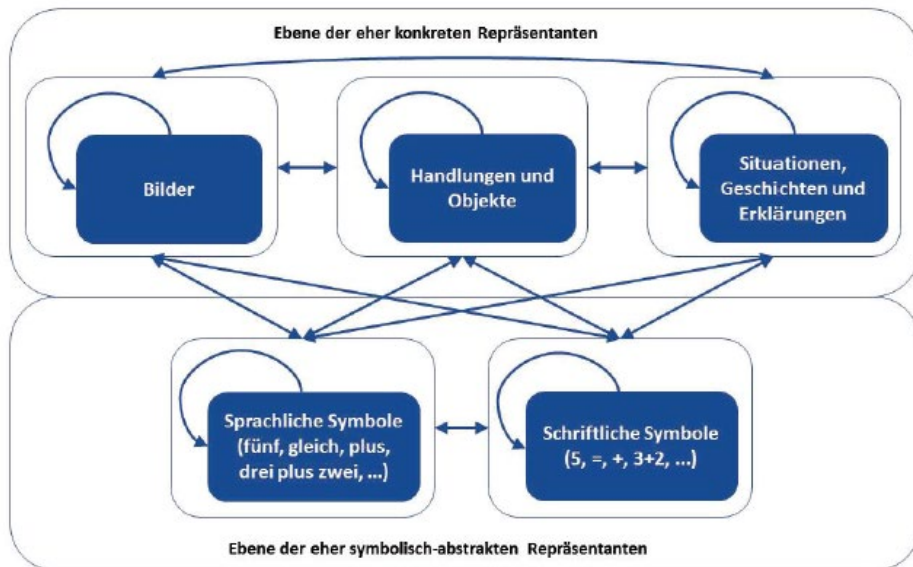 Ebene der eher konkreten Repräsentanten
Bilder
Handlungen und
Objekte
Situationen,
Geschichten und
Erklärungen
Sprachliche Symbole
(fünf, gleich, plus,
drei plus zwei, ...)
Schriftliche Symbole
(5, =, +, 3+2, ...)
Ebene der eher symbolisch-abstrakten Repräsentanten